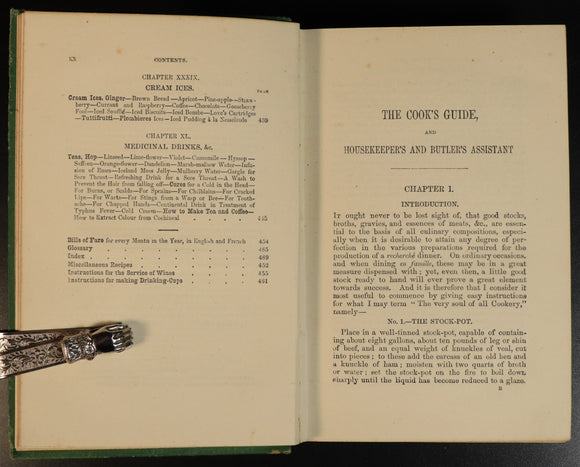 xx CONTENTS.
CHAPTER XXXIX.
CREAM ICES.
PAGE
Cream Ices. Ginger—Brown Bread—Apricot—Pine-apple—Straw-
berry—Currant and Raspberry—Coffee—Chocolate—Gooseberry
Fool—Iced Soufflé—Iced Biscuits—Iced Bombe—Love's Cartridges
—Tuttifrutti—Plombières Ices—Iced Pudding à la Nesselrode 439
CHAPTER XL.
MEDICINAL DRINKS, &c.
Teas. Hop—Linseed—Lime-flower—Violet—Camomile—Hyssop—
Saffron—Orange-flower—Dandelion—Marsh-mallow Water—Infu-
sion of Roses—Iceland Moss Jelly—Mulberry Water—Gargle for
Sore Throat—Refreshing Drink for a Sore Throat—A Wash to
Prevent the Hair from falling off—Cures for a Cold in the Head—
For Burns, or Scalds—For Sprains—For Chilblains—For Cracked
Lips—For Warts—For Stings from a Wasp or Bee—For Tooth-
ache—For Chapped Hands—Continental Drink in Treatment of
Typhus Fever—Cold Cream—How to Make Tea and Coffee—
How to Extract Colour from Cochineal 445
Bills of Fare for every Month in the Year, in English and French 454
Glossary 485
Index 489
Miscellaneous Recipes 452
Instructions for the Service of Wines 455
Instructions for making Drinking-Cups 461
THE COOK'S GUIDE,
AND
HOUSEKEEPER'S AND BUTLER'S ASSISTANT
CHAPTER I.
INTRODUCTION.
IT ought never to be lost sight of, that good stocks,
broths, gravies, and essences of meats, &c., are essen-
tial to the basis of all culinary compositions, especi-
ally when it is desirable to attain any degree of per-
fection in the various preparations required for the
production of a recherché dinner. On ordinary occasions,
and when dining en famille, these may be in a great
measure dispensed with; yet, even then, a little good
stock ready to hand will ever prove a great element
towards success. And it is therefore that I consider it
most useful to commence by giving easy instructions
for what I may term "The very soul of all Cookery,"
namely—
No. 1.—THE STOCK-POT.
Place in a well-tinned stock-pot, capable of contain-
ing about eight gallons, about ten pounds of leg or shin
of beef, and an equal weight of knuckles of veal, cut
into pieces; to these add the carcass of an old hen and
a knuckle of ham; moisten with two quarts of broth
or water; set the stock-pot on the fire to boil down
sharply until the liquid has become reduced to a glaze.
B